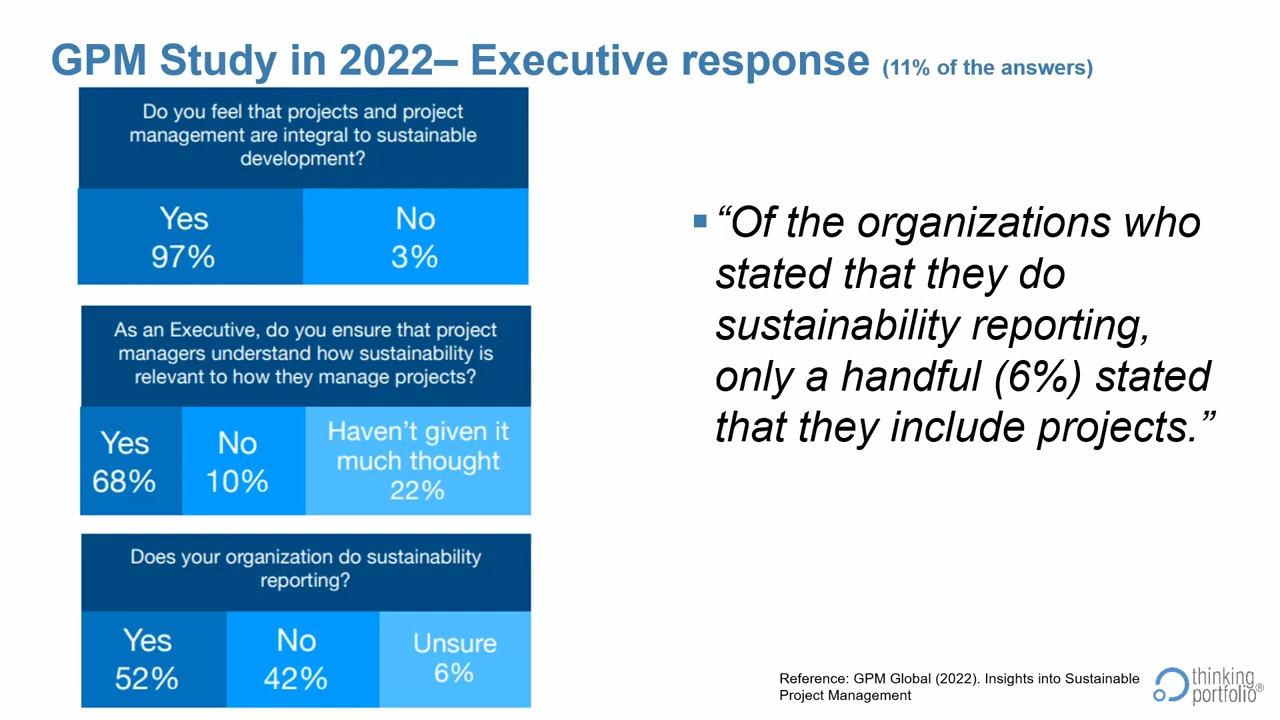 GPM Study in 2022– Executive response (11% of the answers)
Do you feel that projects and project
management are integral to sustainable
development?
Yes
97%
No
3%
As an Executive, do you ensure that project
managers understand how sustainability is
relevant to how they manage projects?
Yes
68%
No
10%
Haven’t given it
much thought
22%
Does your organization do sustainability
reporting?
Yes
52%
No
42%
Unsure
6%
▪ “Of the organizations who
stated that they do
sustainability reporting,
only a handful (6%) stated
that they include projects.”
Reference: GPM Global (2022). Insights into Sustainable
Project Management
thinking
portfolio®